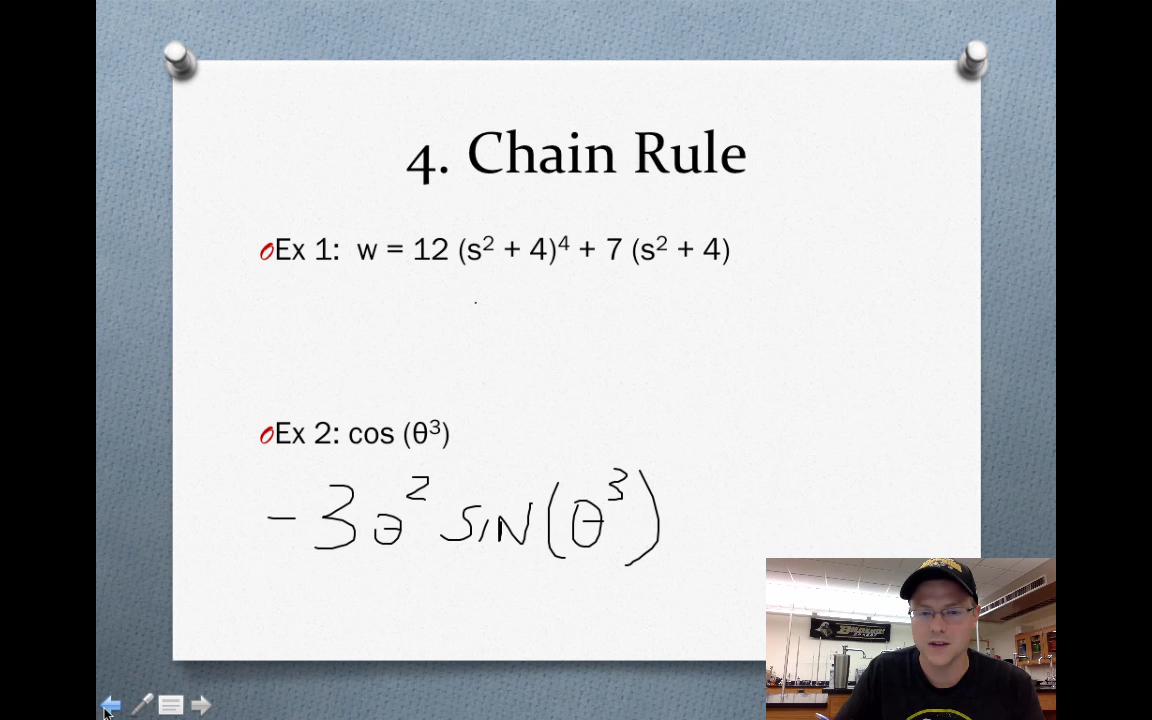 4. Chain Rule
Ex 1: w = 12 (s² + 4)⁴ + 7 (s² + 4)
Ex 2: cos (θ³)
-3θ² SIN(θ³)